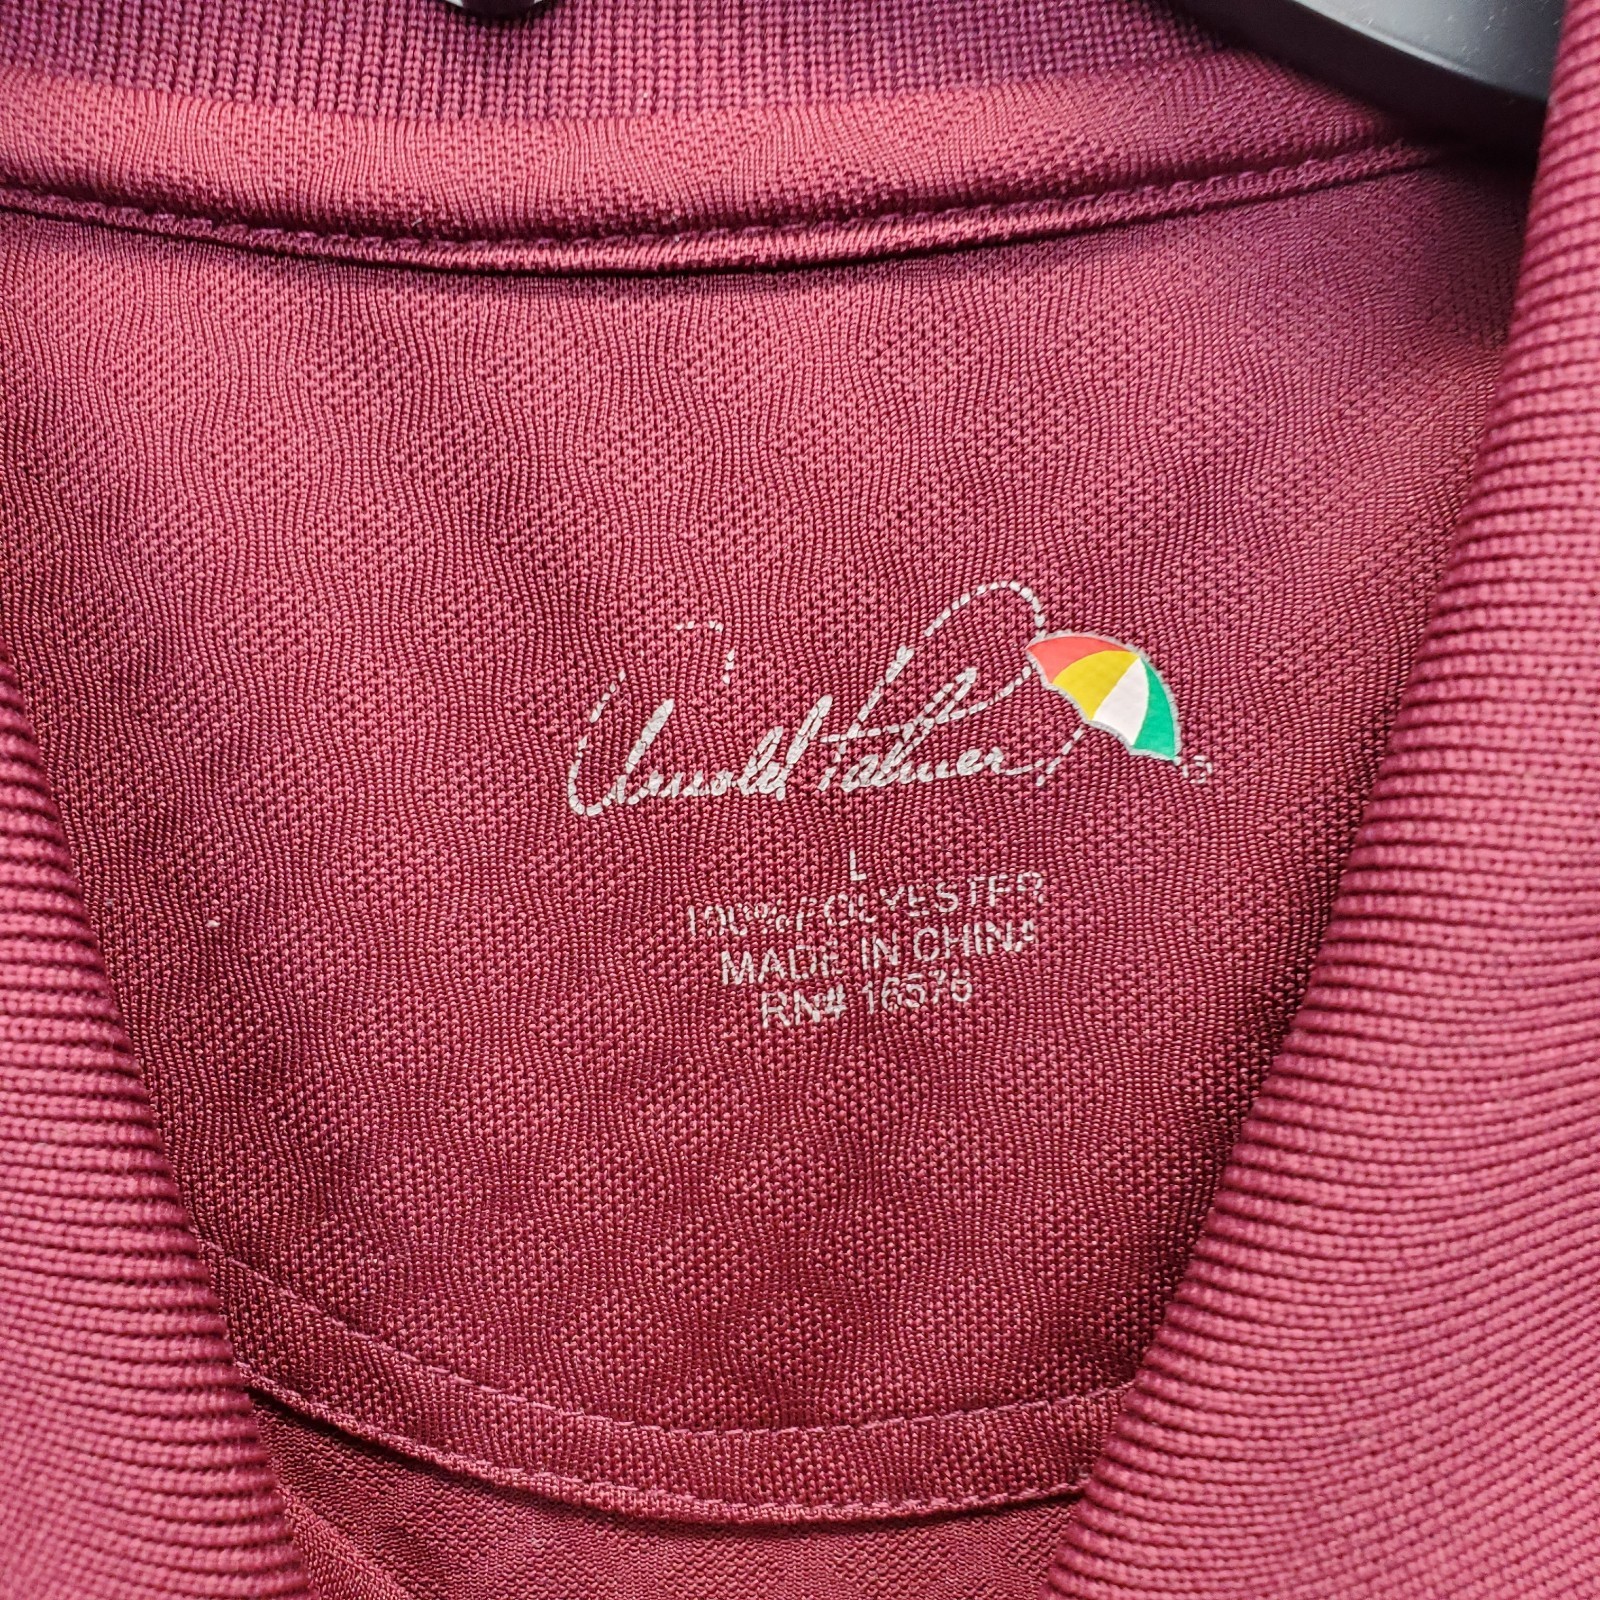 Arnold Palmer
L
100% POLYESTER
MADE IN CHINA
RN# 16576